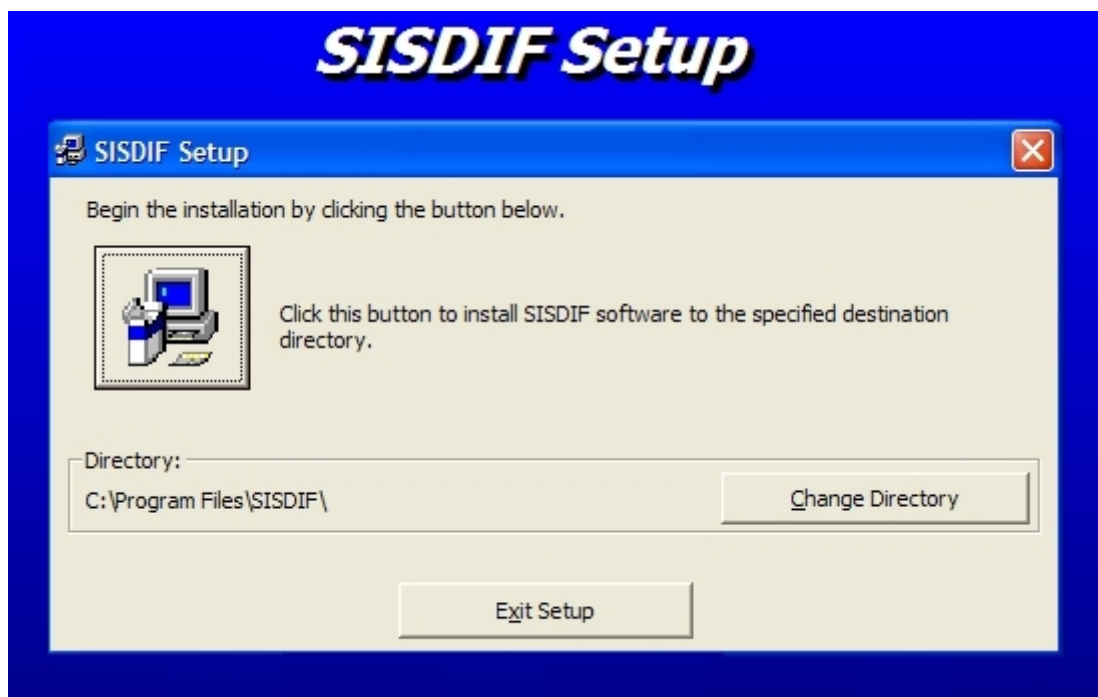 SISDIF Setup
SISDIF Setup
Begin the installation by clicking the button below.
Click this button to install SISDIF software to the specified destination
directory.
Directory:
C:\Program Files\SISDIF\
Change Directory
Exit Setup